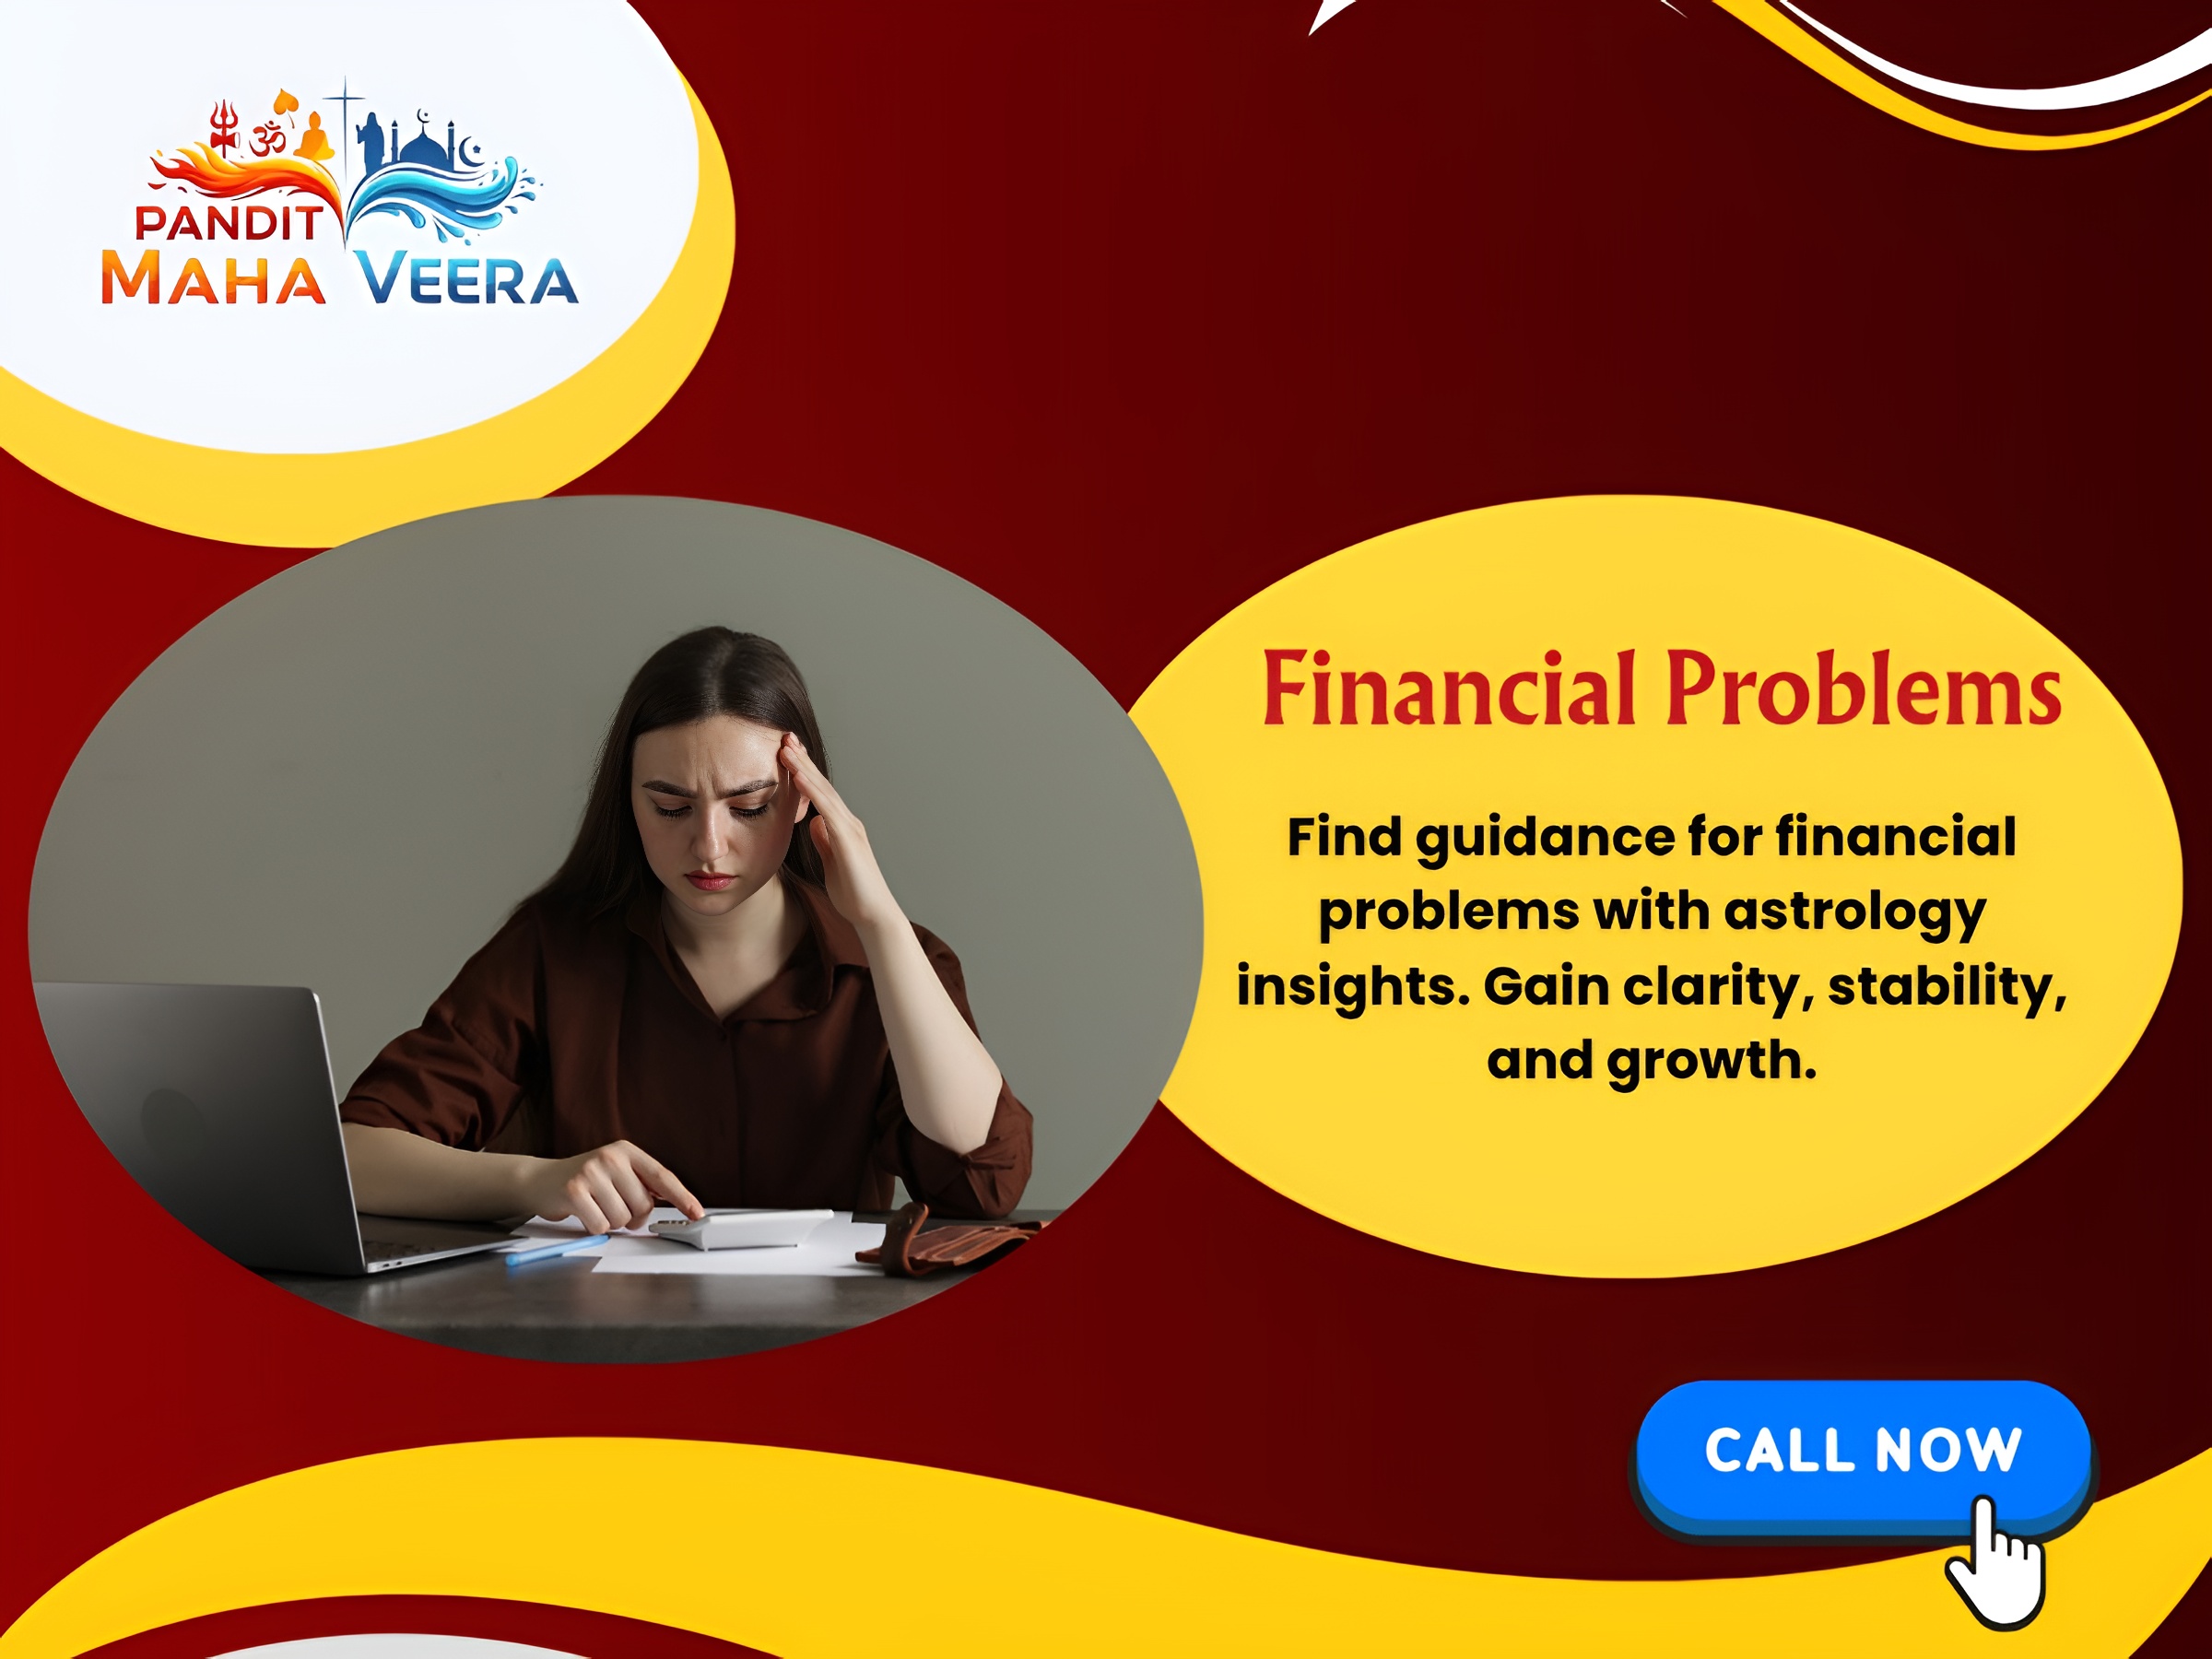 PANDIT
MAHA VEERA
Financial Problems
Find guidance for financial
problems with astrology
insights. Gain clarity, stability,
and growth.
CALL NOW